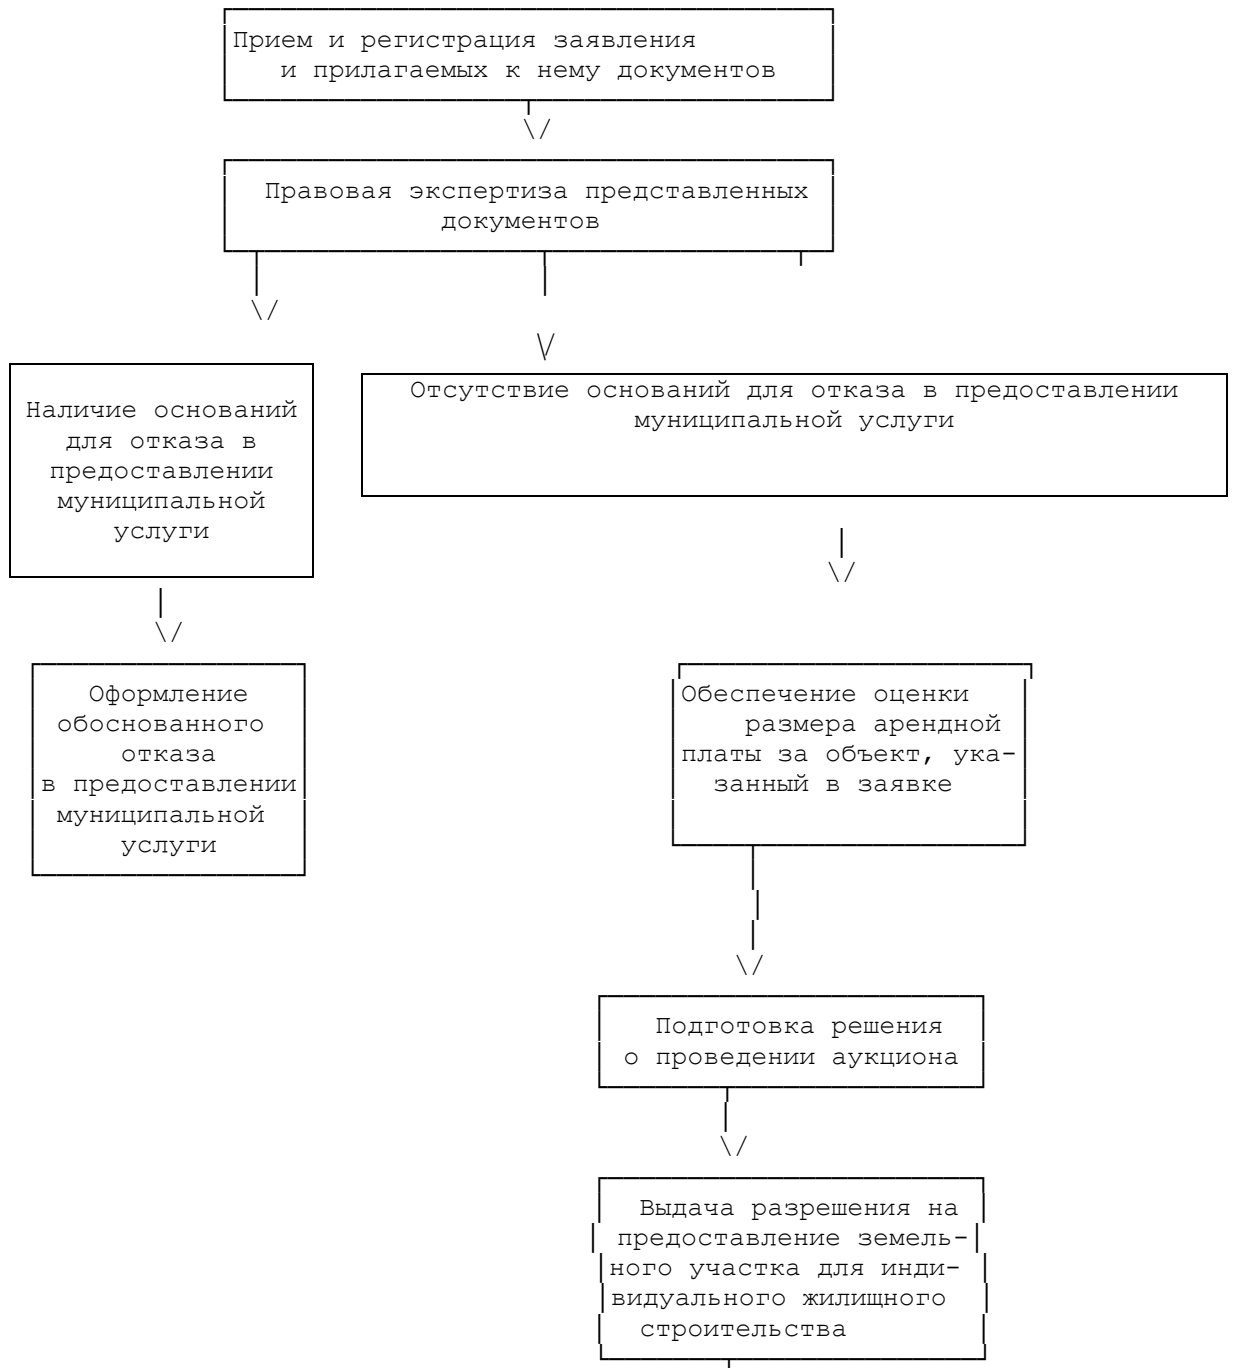 Прием и регистрация заявления
и прилагаемых к нему документов
Правовая экспертиза представленных
документов
Наличие оснований
для отказа в
предоставлении
муниципальной
услуги
Отсутствие оснований для отказа в предоставлении
муниципальной услуги
Оформление
обоснованного
отказа
в предоставлении
муниципальной
услуги
Обеспечение оценки
размера арендной
платы за объект, ука-
занный в заявке
Подготовка решения
о проведении аукциона
Выдача разрешения на
предоставление земель-
ного участка для инди-
видуального жилищного
строительства